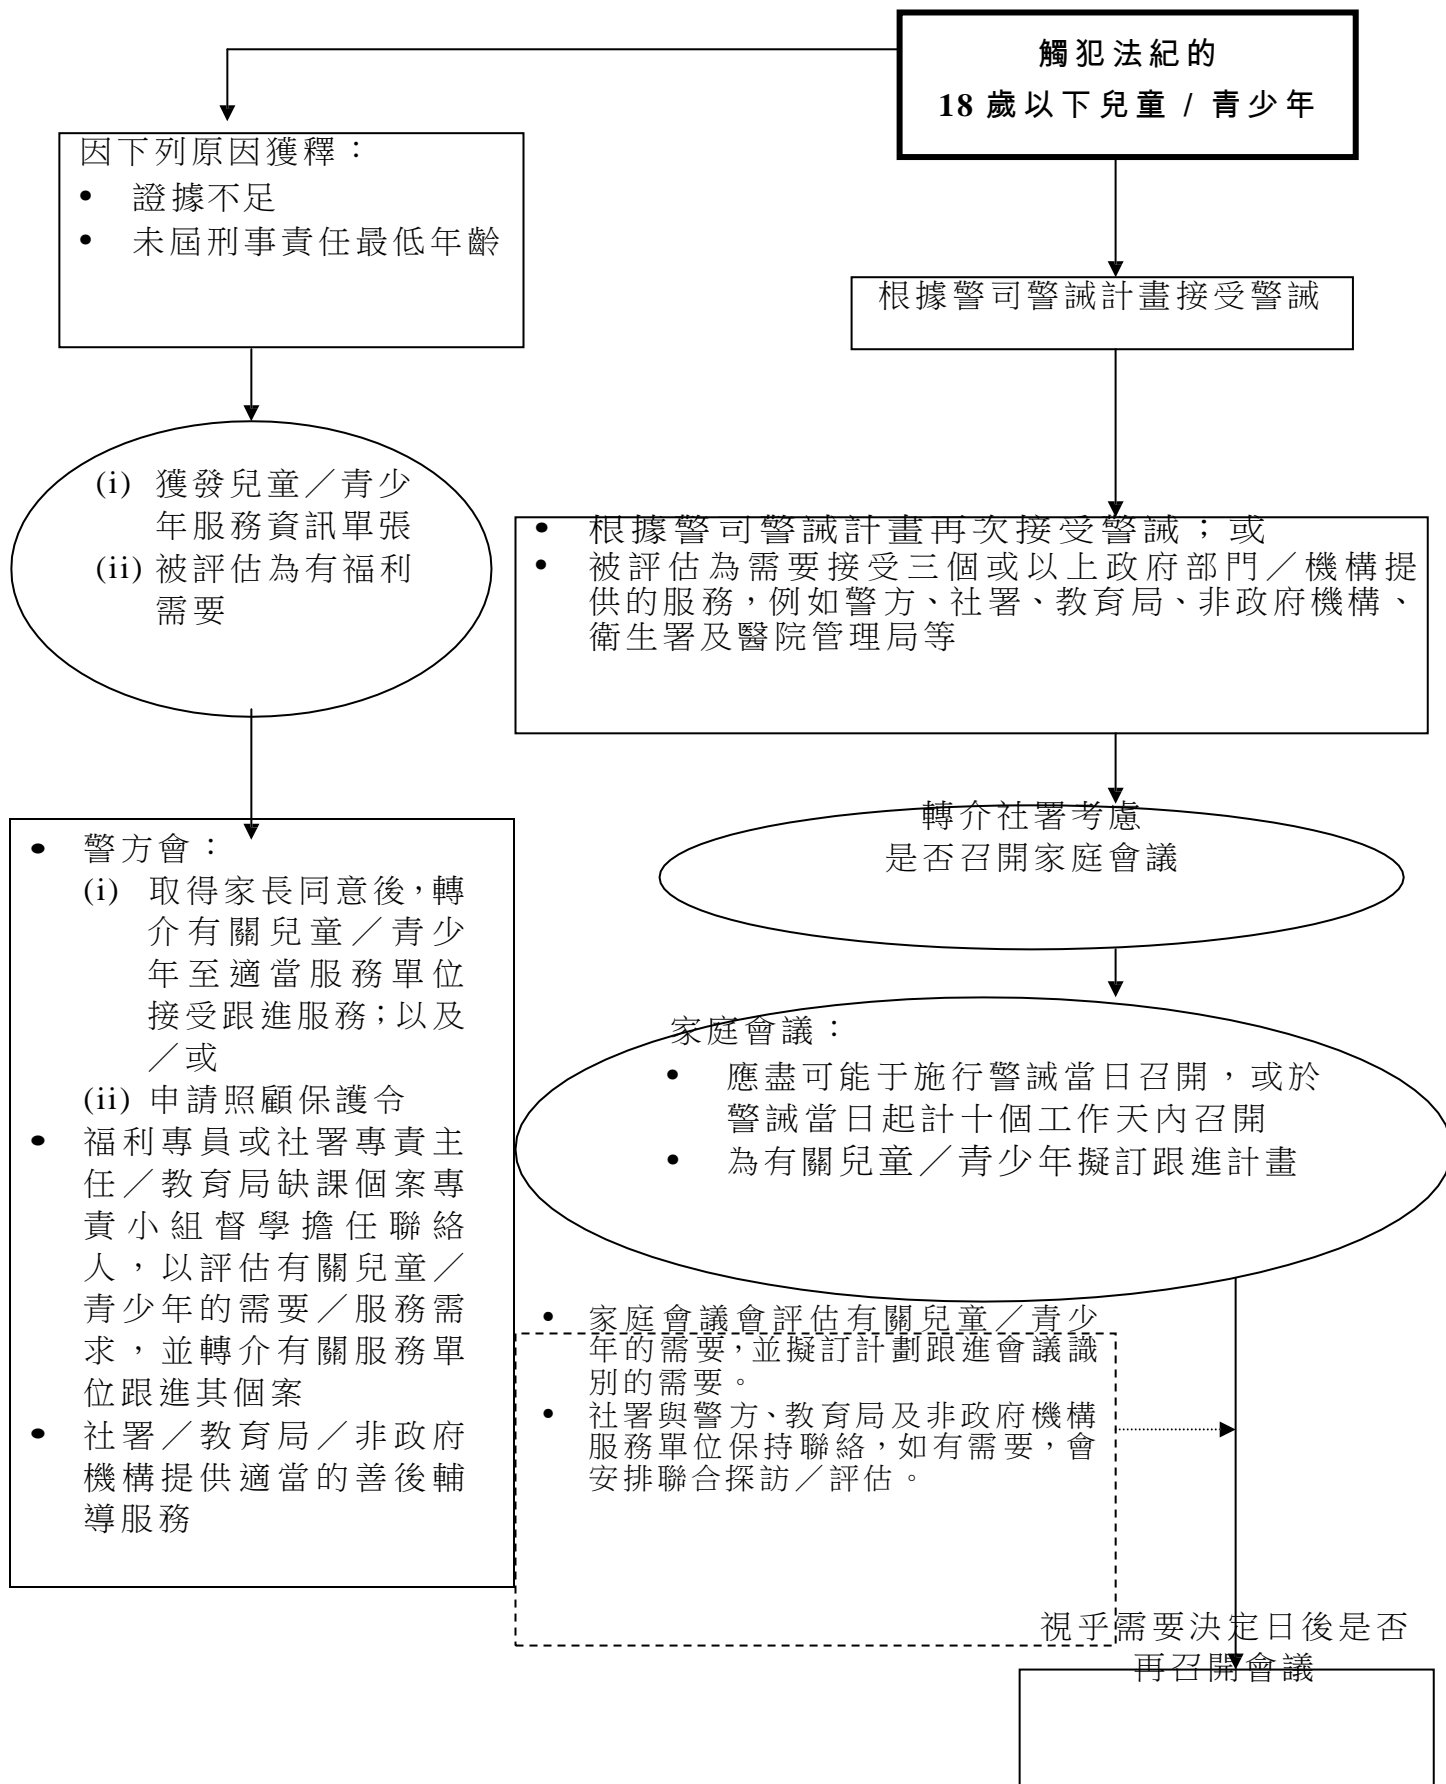 觸犯法紀的
18 歲以下兒童 / 青少年
因下列原因獲釋：
• 證據不足
• 未屆刑事責任最低年齡
根據警司警誡計畫接受警誡
(i) 獲發兒童／青少
年服務資訊單張
(ii) 被評估為有福利
需要
• 根據警司警誡計畫再次接受警誡；或
• 被評估為需要接受三個或以上政府部門／機構提
供的服務，例如警方、社署、教育局、非政府機構、
衛生署及醫院管理局等
轉介社署考慮
是否召開家庭會議
• 警方會：
(i) 取得家長同意後，轉
介有關兒童／青少
年至適當服務單位
接受跟進服務；以及
／或
(ii) 申請照顧保護令
• 福利專員或社署專責主
任／教育局缺課個案專
責小組督學擔任聯絡
人，以評估有關兒童／
青少年的需要／服務需
求，並轉介有關服務單
位跟進其個案
• 社署／教育局／非政府
機構提供適當的善後輔
導服務
家庭會議：
• 應盡可能于施行警誡當日召開，或於
警誡當日起計十個工作天內召開
• 為有關兒童／青少年擬訂跟進計畫
• 家庭會議會評估有關兒童／青少
年的需要，並擬訂計劃跟進會議識
別的需要。
• 社署與警方、教育局及非政府機構
服務單位保持聯絡，如有需要，會
安排聯合探訪／評估。
視乎需要決定日後是否
再召開會議